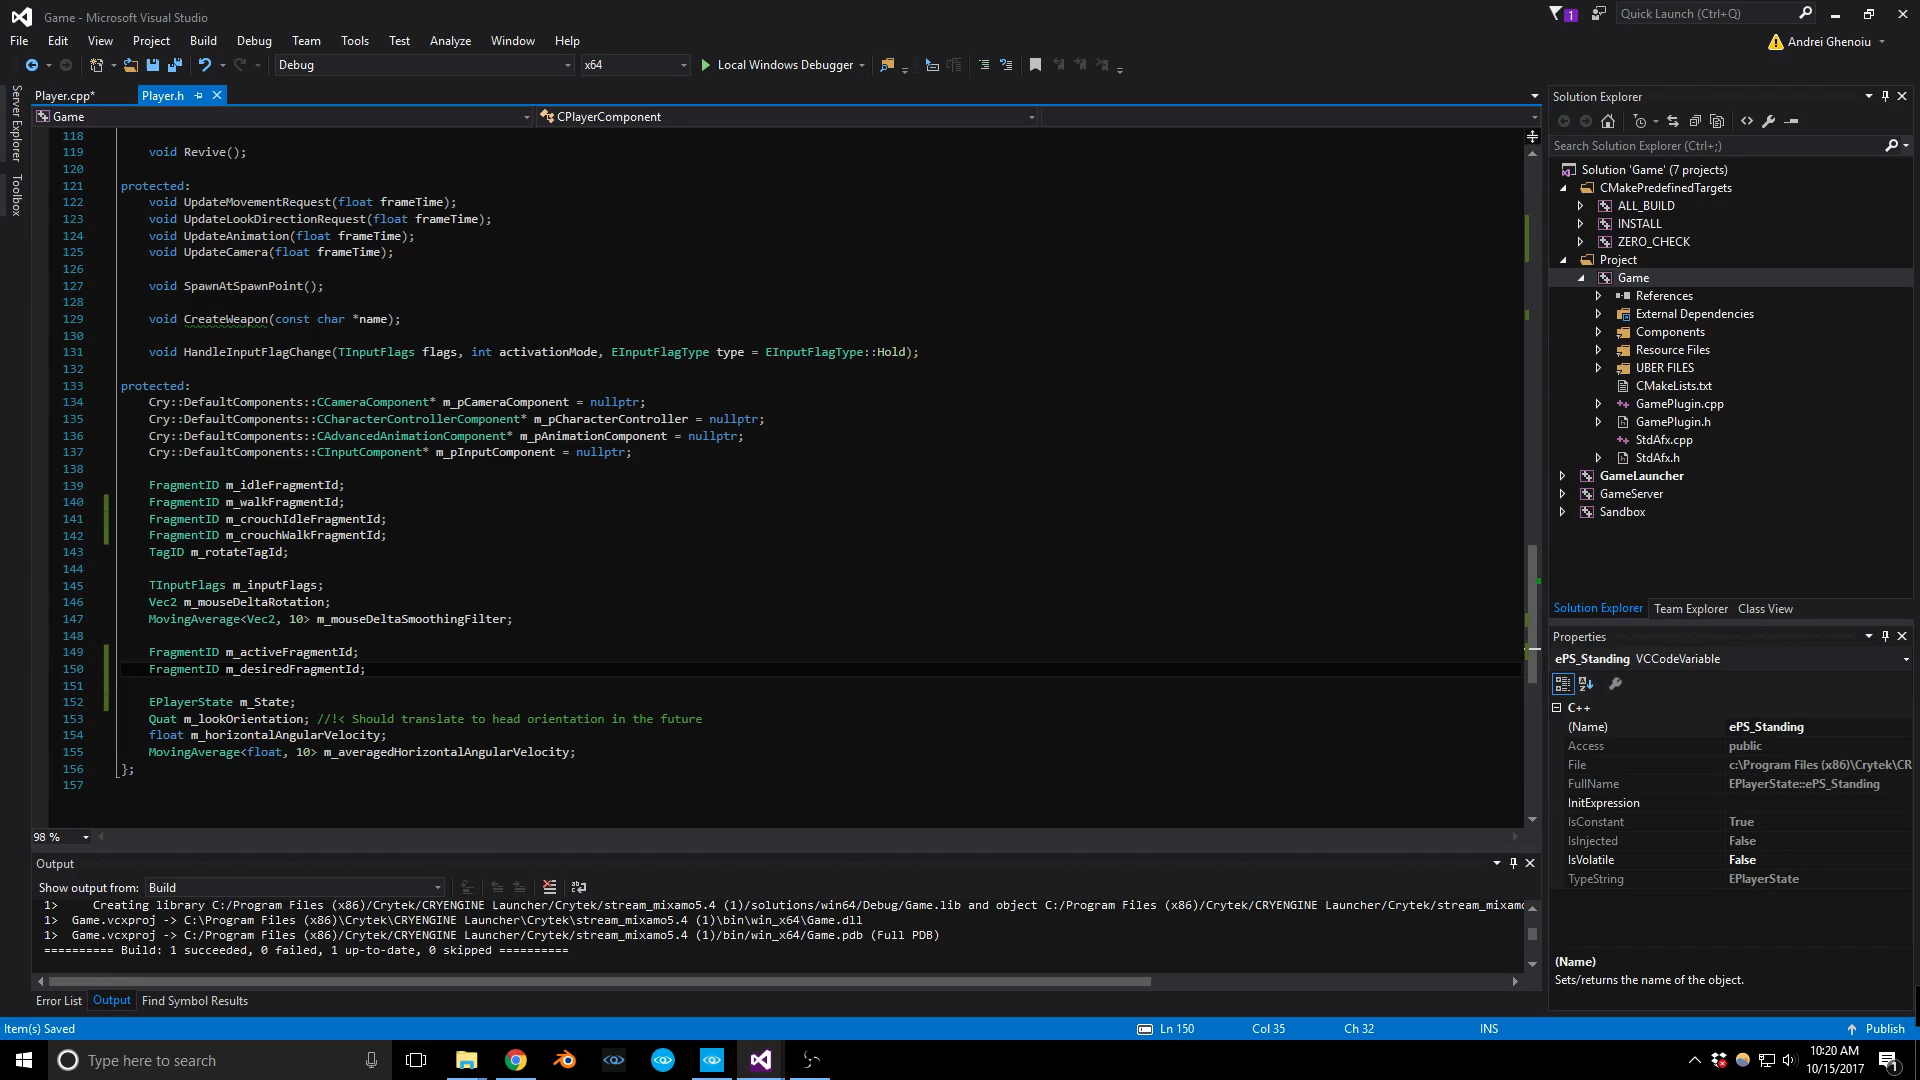 Game - Microsoft Visual Studio
1
Quick Launch (Ctrl+Q)
File Edit View Project Build Debug Team Tools Test Analyze Window Help
Andrei Ghenoiu
Debug x64 Local Windows Debugger
Server Explorer
Toolbox
Player.cpp* Player.h
Game CPlayerComponent
118
119 void Revive();
120
121 protected:
122 void UpdateMovementRequest(float frameTime);
123 void UpdateLookDirectionRequest(float frameTime);
124 void UpdateAnimation(float frameTime);
125 void UpdateCamera(float frameTime);
126
127 void SpawnAtSpawnPoint();
128
129 void CreateWeapon(const char *name);
130
131 void HandleInputFlagChange(TInputFlags flags, int activationMode, EInputFlagType type = EInputFlagType::Hold);
132
133 protected:
134 Cry::DefaultComponents::CCameraComponent* m_pCameraComponent = nullptr;
135 Cry::DefaultComponents::CCharacterControllerComponent* m_pCharacterController = nullptr;
136 Cry::DefaultComponents::CAdvancedAnimationComponent* m_pAnimationComponent = nullptr;
137 Cry::DefaultComponents::CInputComponent* m_pInputComponent = nullptr;
138
139 FragmentID m_idleFragmentId;
140 FragmentID m_walkFragmentId;
141 FragmentID m_crouchIdleFragmentId;
142 FragmentID m_crouchWalkFragmentId;
143 TagID m_rotateTagId;
144
145 TInputFlags m_inputFlags;
146 Vec2 m_mouseDeltaRotation;
147 MovingAverage<Vec2, 10> m_mouseDeltaSmoothingFilter;
148
149 FragmentID m_activeFragmentId;
150 FragmentID m_desiredFragmentId;
151
152 EPlayerState m_State;
153 Quat m_lookOrientation; //!< Should translate to head orientation in the future
154 float m_horizontalAngularVelocity;
155 MovingAverage<float, 10> m_averagedHorizontalAngularVelocity;
156 };
157
98 %
Output
Show output from: Build
1> Creating library C:/Program Files (x86)/Crytek/CRYENGINE Launcher/Crytek/stream_mixamo5.4 (1)/solutions/win64/Debug/Game.lib and object C:/Program Files (x86)/Crytek/CRYENGINE Launcher/Crytek/stream_mixamo
1> Game.vcxproj -> C:\Program Files (x86)\Crytek\CRYENGINE Launcher\Crytek\stream_mixamo5.4 (1)\bin\win_x64\Game.dll
1> Game.vcxproj -> C:/Program Files (x86)/Crytek/CRYENGINE Launcher/Crytek/stream_mixamo5.4 (1)/bin/win_x64/Game.pdb (Full PDB)
========== Build: 1 succeeded, 0 failed, 1 up-to-date, 0 skipped ==========
Error List Output Find Symbol Results
Solution Explorer
Search Solution Explorer (Ctrl+;)
Solution 'Game' (7 projects)
CMakePredefinedTargets
ALL_BUILD
INSTALL
ZERO_CHECK
Project
Game
References
External Dependencies
Components
Resource Files
UBER FILES
CMakeLists.txt
GamePlugin.cpp
GamePlugin.h
StdAfx.cpp
StdAfx.h
GameLauncher
GameServer
Sandbox
Solution Explorer Team Explorer Class View
Properties
ePS_Standing VCCodeVariable
C++
(Name) ePS_Standing
Access public
File c:\Program Files (x86)\Crytek\CR
FullName EPlayerState::ePS_Standing
InitExpression
IsConstant True
IsInjected False
IsVolatile False
TypeString EPlayerState
(Name)
Sets/returns the name of the object.
Item(s) Saved Ln 150 Col 35 Ch 32 INS Publish
Type here to search
10:20 AM
10/15/2017
1